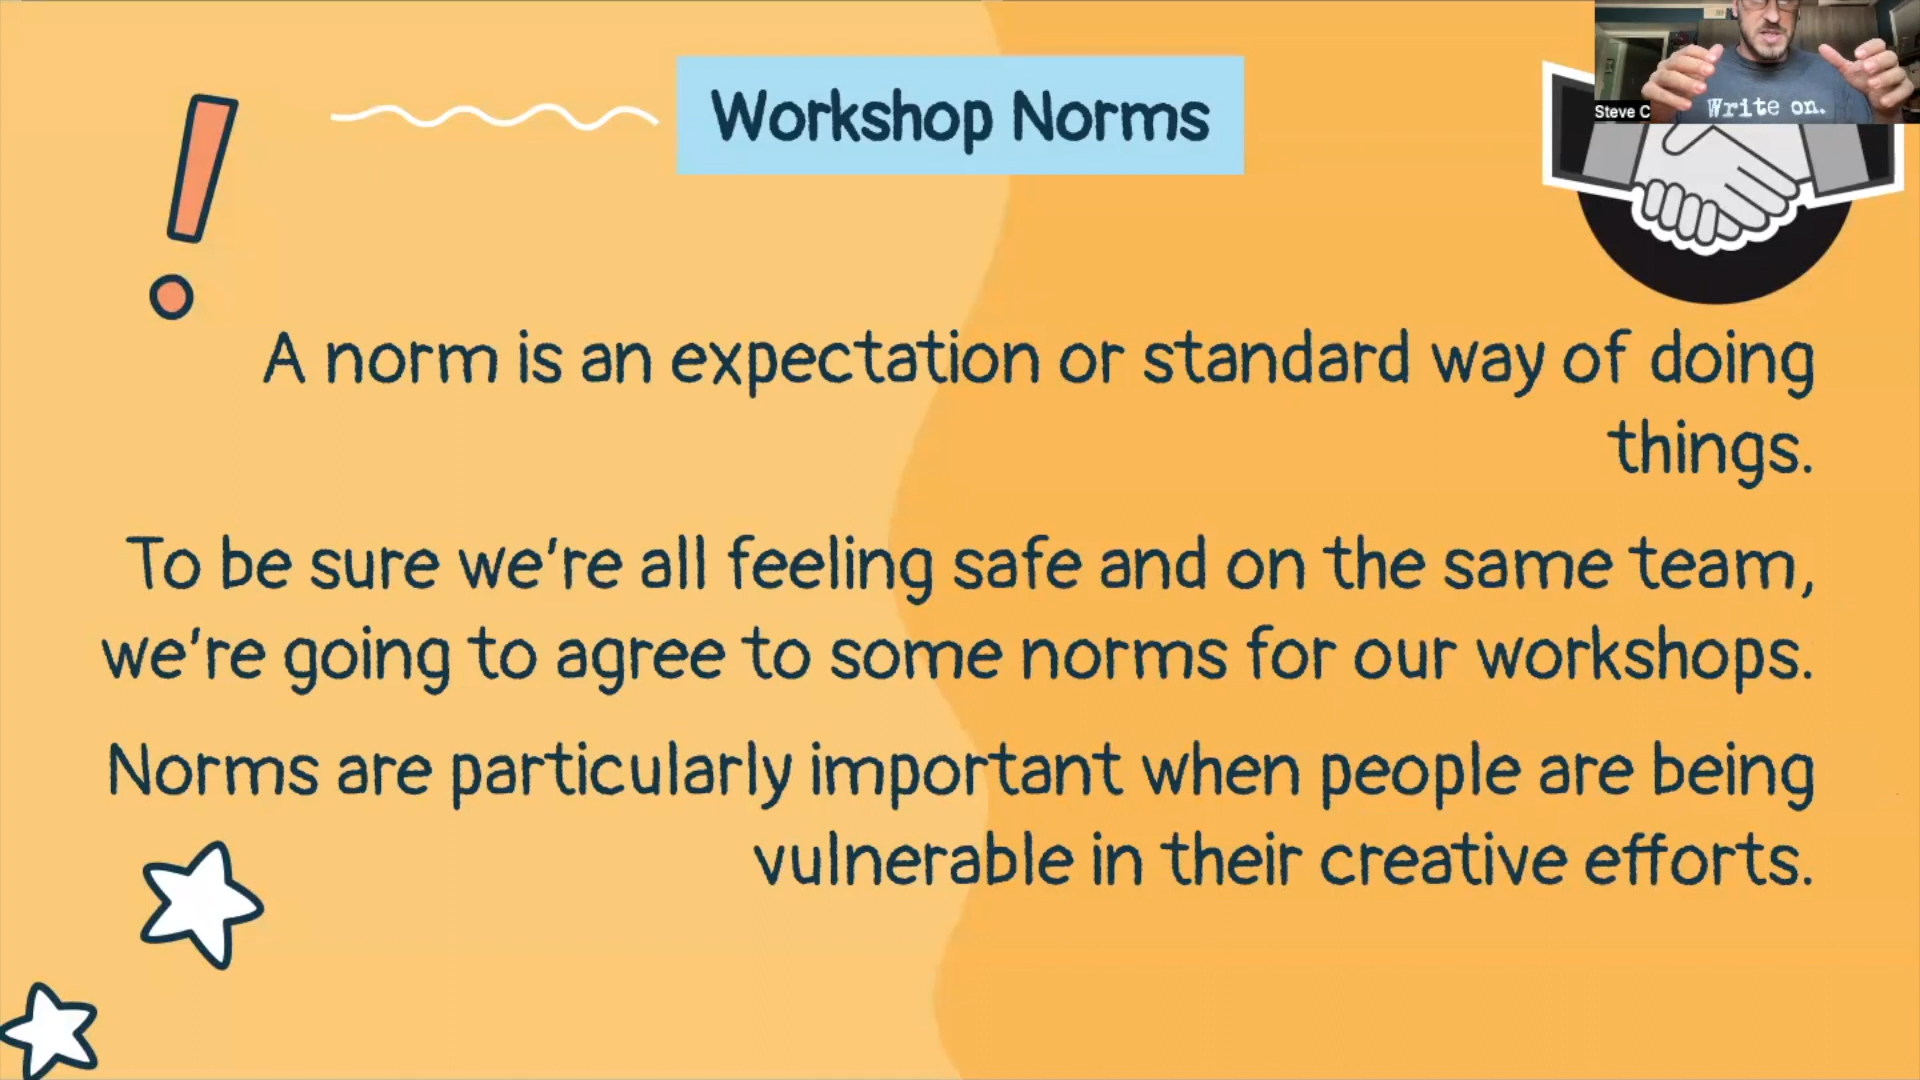 Workshop Norms
Steve C
Write on.
A norm is an expectation or standard way of doing
things.
To be sure we're all feeling safe and on the same team,
we're going to agree to some norms for our workshops.
Norms are particularly important when people are being
vulnerable in their creative efforts.